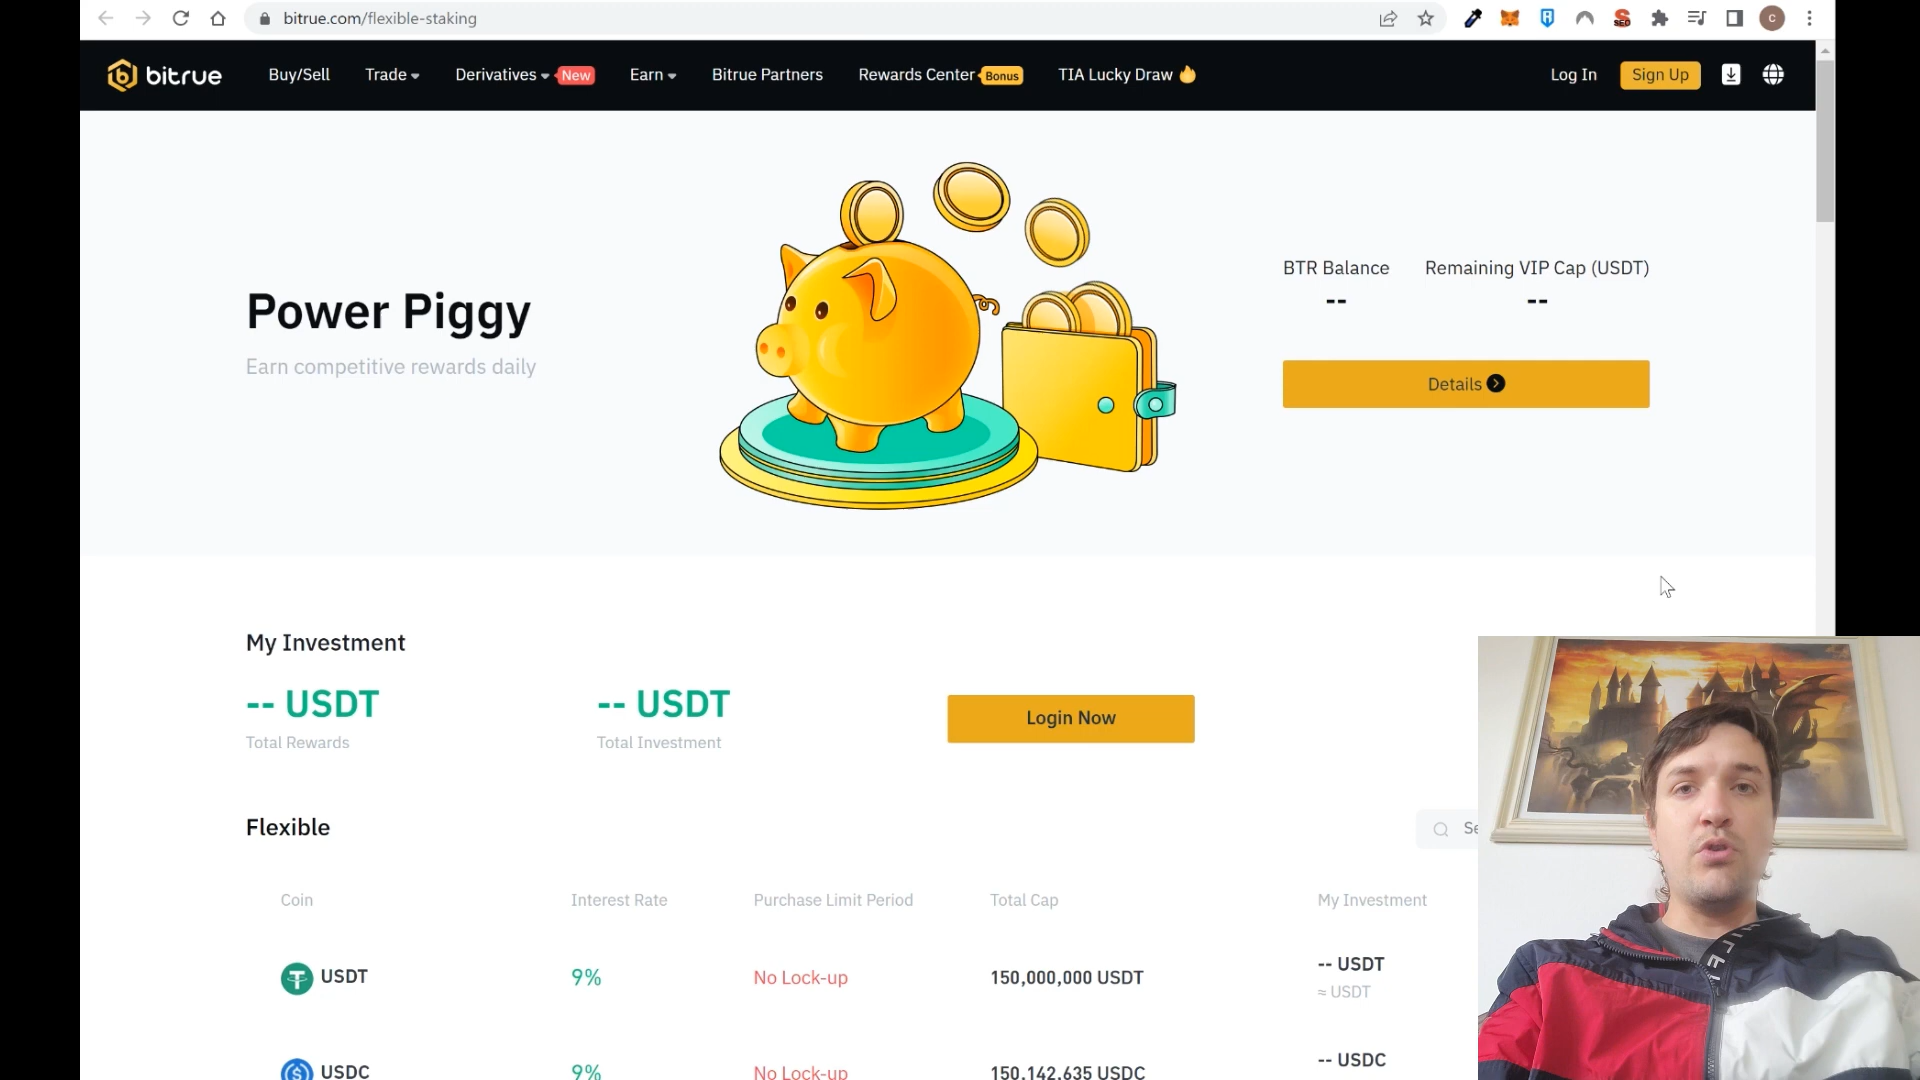 bitrue.com/flexible-staking
SEO
C
bitrue
Buy/Sell
Trade
Derivatives
New
Earn
Bitrue Partners
Rewards Center
Bonus
TIA Lucky Draw
Log In
Sign Up
Power Piggy
Earn competitive rewards daily
BTR Balance
Remaining VIP Cap (USDT)
--
--
Details
My Investment
-- USDT
-- USDT
Total Rewards
Total Investment
Login Now
Flexible
Coin
Interest Rate
Purchase Limit Period
Total Cap
My Investment
USDT
9%
No Lock-up
150,000,000 USDT
-- USDT
≈ USDT
USDC
9%
No Lock-up
150,142,635 USDC
-- USDC